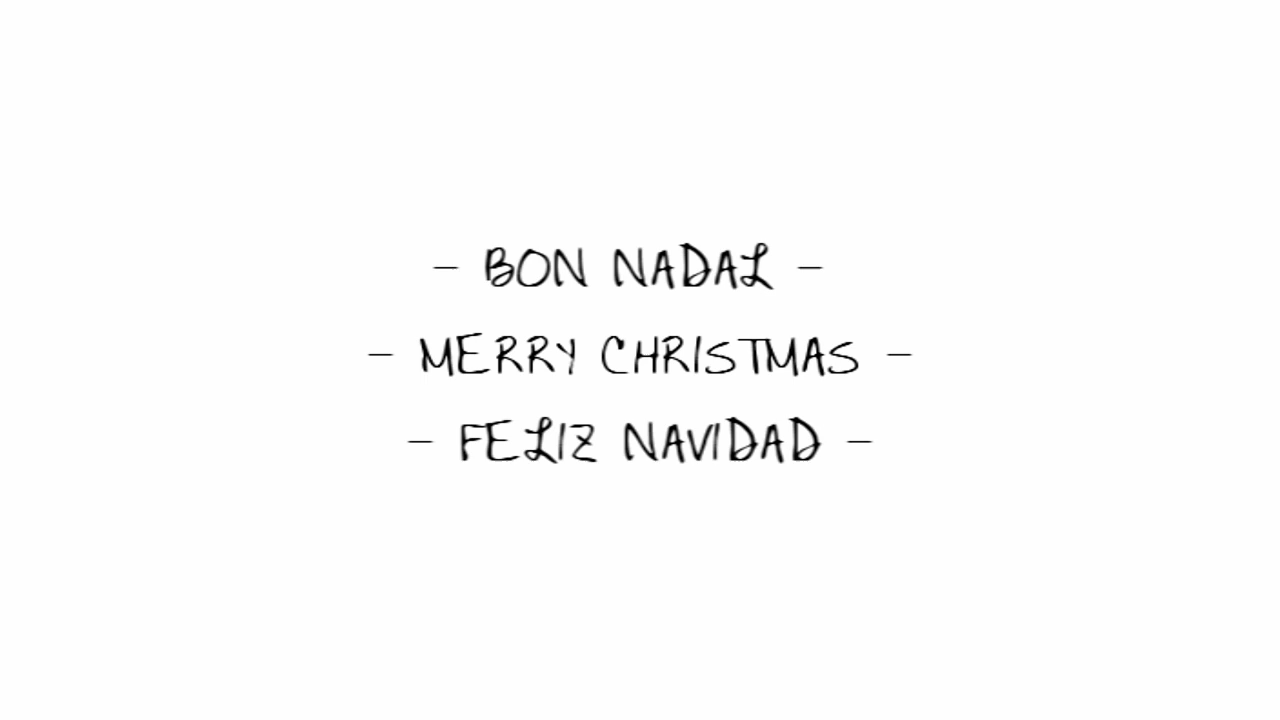 - BON NADAL -
- MERRY CHRISTMAS -
- FELIZ NAVIDAD -